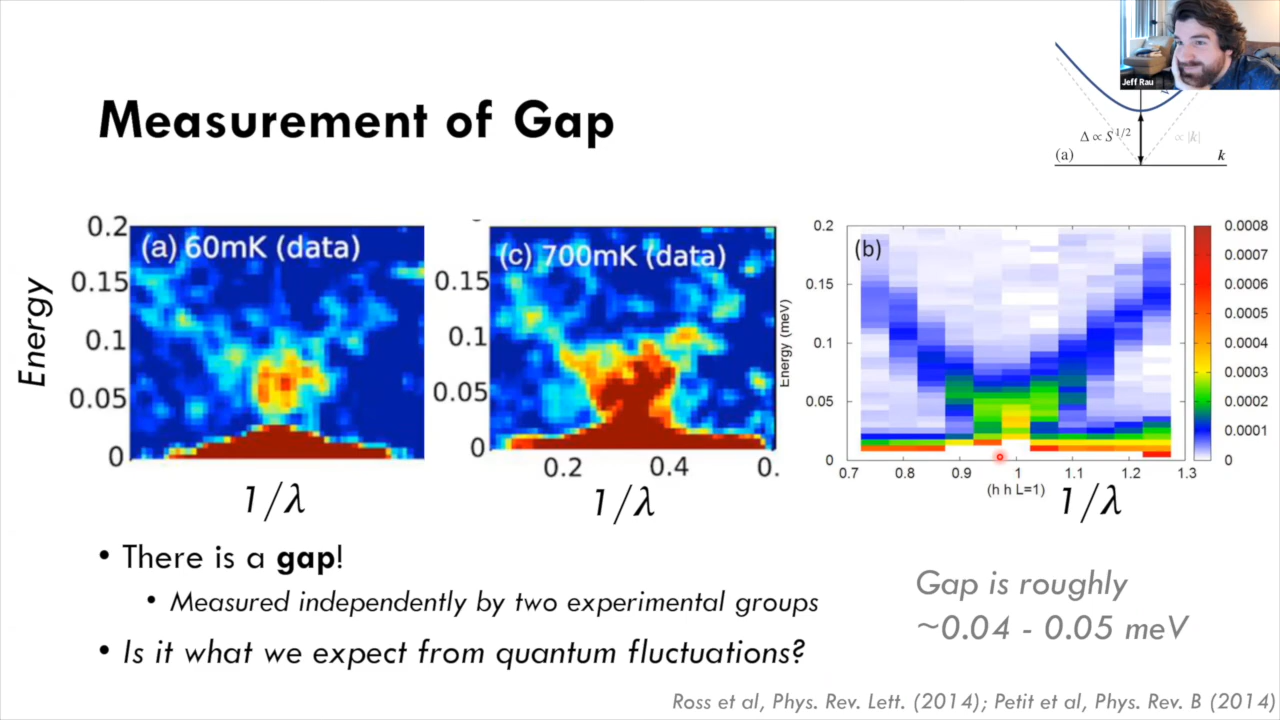 Jeff Rau
Measurement of Gap
Δ ∝ S^1/2
∝ |k|
(a)
k
Energy
0.2
0.15
0.1
0.05
0
(a) 60mK (data)
1/λ
0.15
0.1
0.05
0
(c) 700mK (data)
0.2 0.4 0.
1/λ
Energy (meV)
0.2
0.15
0.1
0.05
0
(b)
0.7 0.8 0.9 1 1.1 1.2 1.3
(h h L=1)
1/λ
0.0008
0.0007
0.0006
0.0005
0.0004
0.0003
0.0002
0.0001
0
• There is a gap!
• Measured independently by two experimental groups
• Is it what we expect from quantum fluctuations?
Gap is roughly
~0.04 - 0.05 meV
Ross et al, Phys. Rev. Lett. (2014); Petit et al, Phys. Rev. B (2014)